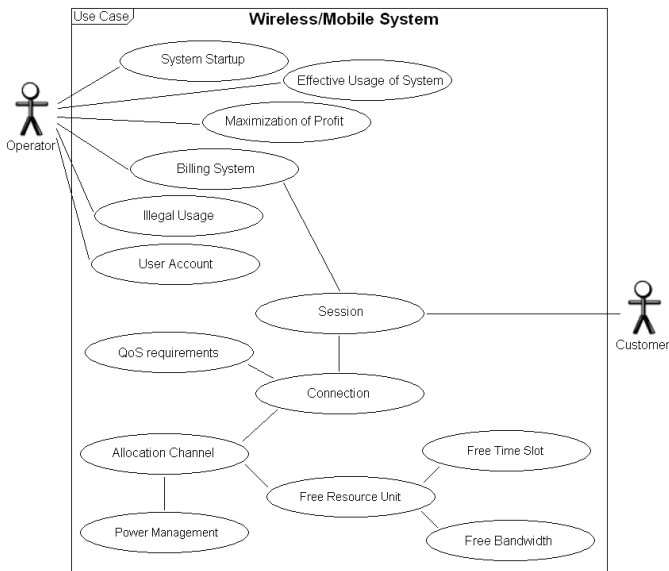 Use Case
Wireless/Mobile System
System Startup
Effective Usage of System
Operator
Maximization of Profit
Billing System
Illegal Usage
User Account
Session
Customer
QoS requirements
Connection
Allocation Channel
Free Time Slot
Free Resource Unit
Power Management
Free Bandwidth